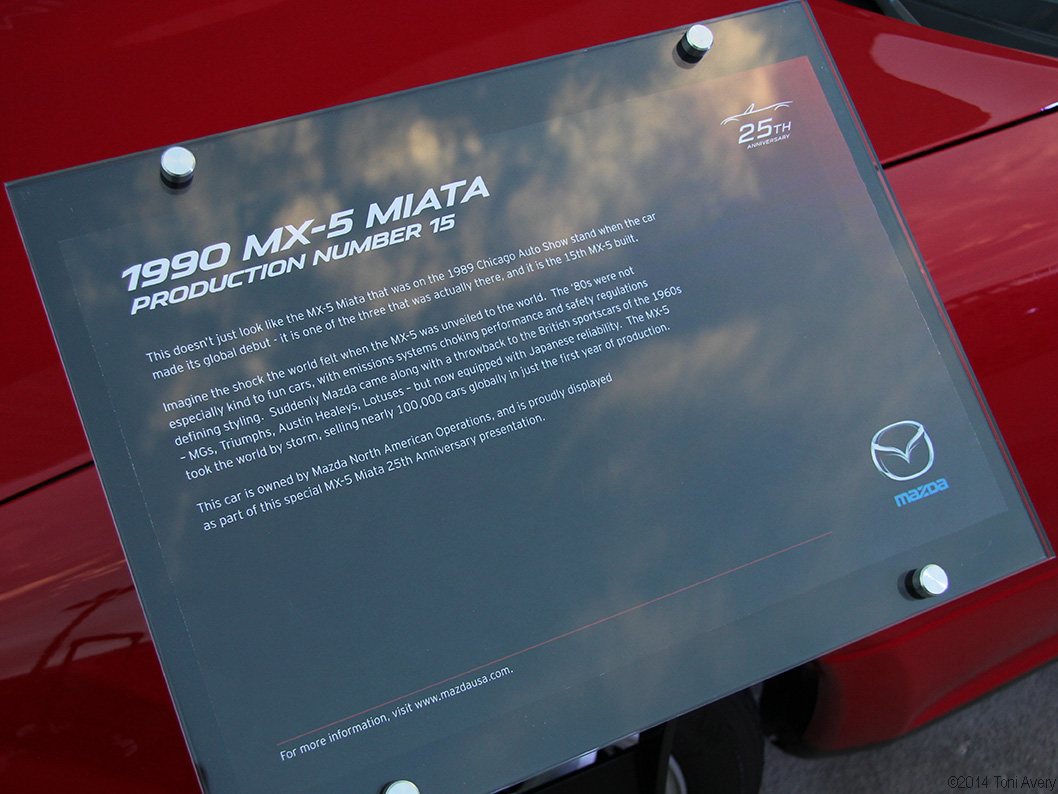 25TH
ANNIVERSARY
1990 MX-5 MIATA
PRODUCTION NUMBER 15
This doesn't just look like the MX-5 Miata that was on the 1989 Chicago Auto Show stand when the car
made its global debut - it is one of the three that was actually there, and it is the 15th MX-5 built.
Imagine the shock the world felt when the MX-5 was unveiled to the world. The '80s were not
especially kind to fun cars, with emissions systems choking performance and safety regulations
defining styling. Suddenly Mazda came along with a throwback to the British sportscars of the 1960s
– MGs, Triumphs, Austin Healeys, Lotuses – but now equipped with Japanese reliability. The MX-5
took the world by storm, selling nearly 100,000 cars globally in just the first year of production.
This car is owned by Mazda North American Operations, and is proudly displayed
as part of this special MX-5 Miata 25th Anniversary presentation.
mazda
For more information, visit www.mazdausa.com.
©2014 Toni Avery